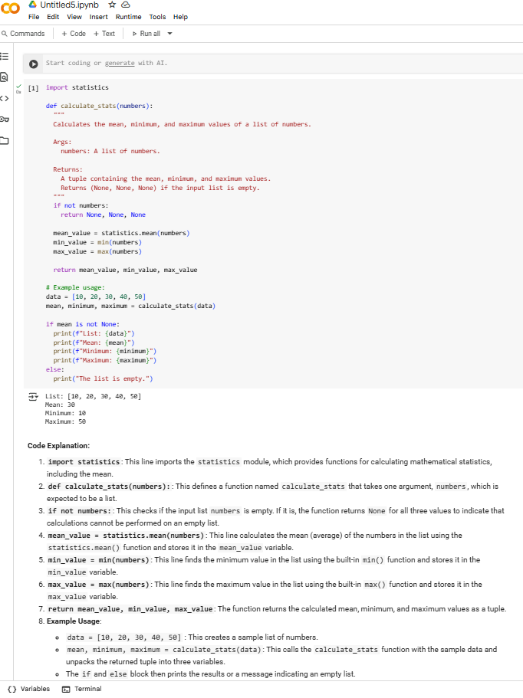 CO Untitled5.ipynb
File Edit View Insert Runtime Tools Help
Commands + Code + Text Run all
Start coding or generate with AI.
[1] import statistics
def calculate_stats(numbers):
"""
Calculates the mean, minimum, and maximum values of a list of numbers.
Args:
numbers: A list of numbers.
Returns:
A tuple containing the mean, minimum, and maximum values.
Returns (None, None, None) if the input list is empty.
"""
if not numbers:
return None, None, None
mean_value = statistics.mean(numbers)
min_value = min(numbers)
max_value = max(numbers)
return mean_value, min_value, max_value
# Example usage:
data = [10, 20, 30, 40, 50]
mean, minimum, maximum = calculate_stats(data)
if mean is not None:
print(f"List: {data}")
print(f"Mean: {mean}")
print(f"Minimum: {minimum}")
print(f"Maximum: {maximum}")
else:
print("The list is empty.")
List: [10, 20, 30, 40, 50]
Mean: 30
Minimum: 10
Maximum: 50
Code Explanation:
1. import statistics: This line imports the statistics module, which provides functions for calculating mathematical statistics,
including the mean.
2. def calculate_stats(numbers):: This defines a function named calculate_stats that takes one argument, numbers, which is
expected to be a list.
3. if not numbers:: This checks if the input list numbers is empty. If it is, the function returns None for all three values to indicate that
calculations cannot be performed on an empty list.
4. mean_value = statistics.mean(numbers): This line calculates the mean (average) of the numbers in the list using the
statistics.mean() function and stores it in the mean_value variable.
5. min_value = min(numbers): This line finds the minimum value in the list using the built-in min() function and stores it in the
min_value variable.
6. max_value = max(numbers): This line finds the maximum value in the list using the built-in max() function and stores it in the
max_value variable.
7. return mean_value, min_value, max_value: The function returns the calculated mean, minimum, and maximum values as a tuple.
8. Example Usage:
data = [10, 20, 30, 40, 50] : This creates a sample list of numbers.
mean, minimum, maximum = calculate_stats(data): This calls the calculate_stats function with the sample data and
unpacks the returned tuple into three variables.
The if and else block then prints the results or a message indicating an empty list.
Variables Terminal